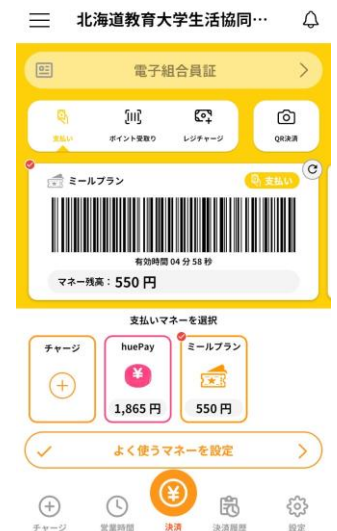 北海道教育大学生活協同…
電子組合員証
支払い
ポイント受取り
レジチャージ
QR決済
ミールプラン
支払い
有効時間 04 分 58 秒
マネー残高：550 円
支払いマネーを選択
チャージ
huePay
1,865 円
ミールプラン
550 円
よく使うマネーを設定
チャージ
営業時間
決済
決済履歴
設定